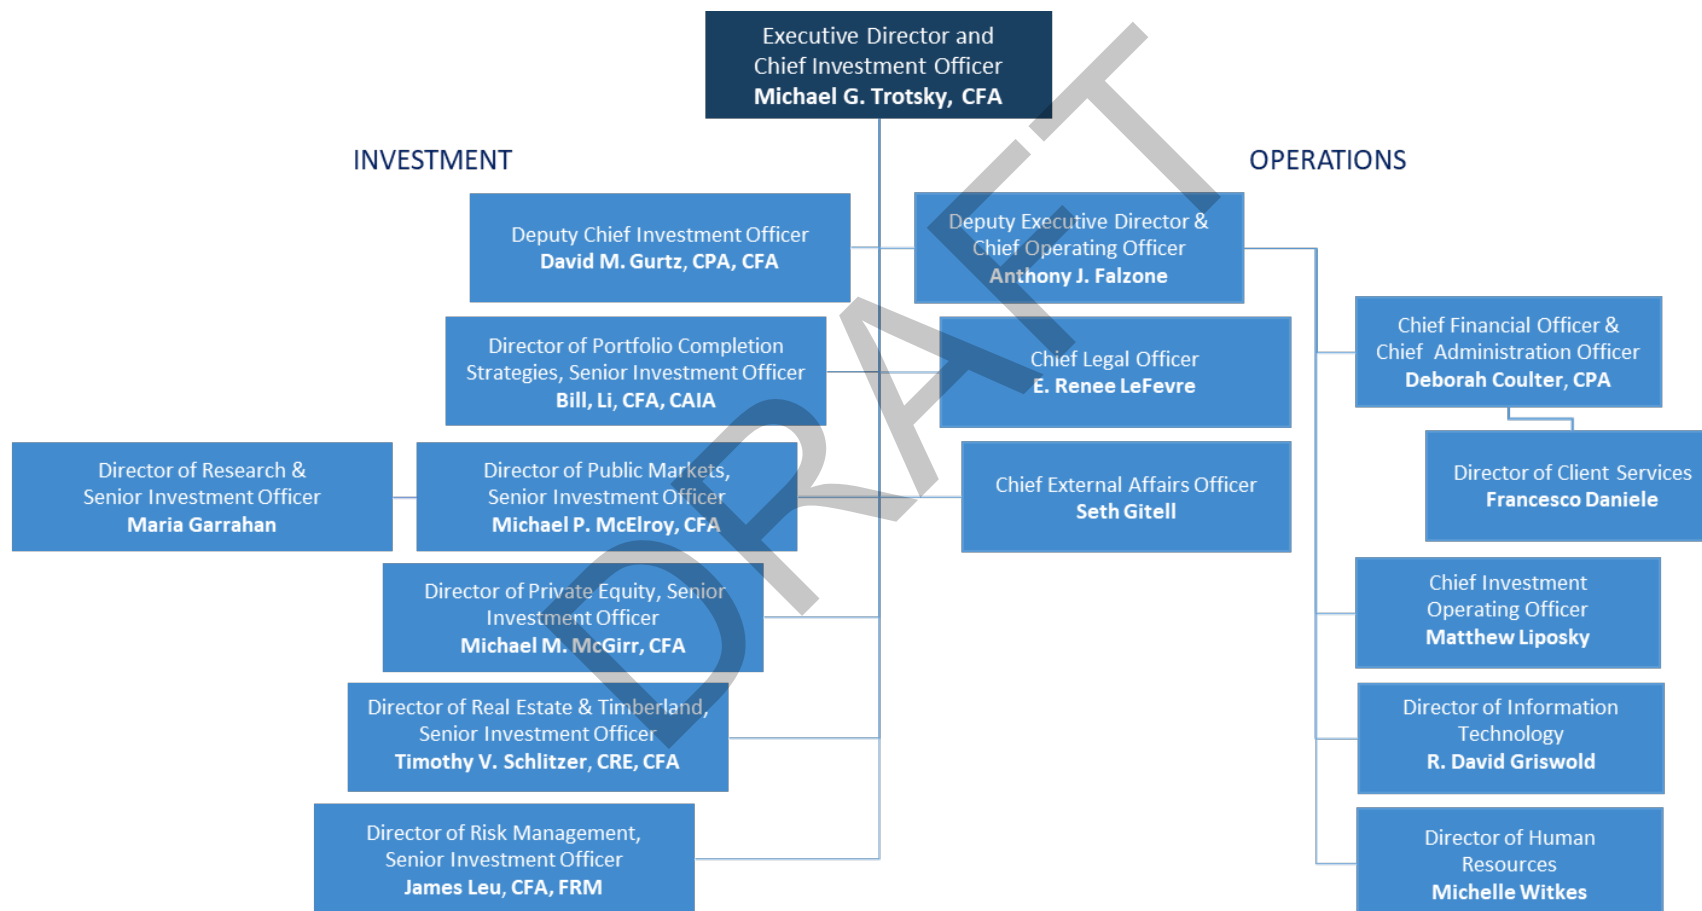 Executive Director and
Chief Investment Officer
Michael G. Trotsky, CFA
INVESTMENT
OPERATIONS
Deputy Chief Investment Officer
David M. Gurtz, CPA, CFA
Deputy Executive Director &
Chief Operating Officer
Anthony J. Falzone
Director of Portfolio Completion
Strategies, Senior Investment Officer
Bill, Li, CFA, CAIA
Chief Legal Officer
E. Renee LeFevre
Chief Financial Officer &
Chief Administration Officer
Deborah Coulter, CPA
Director of Research &
Senior Investment Officer
Maria Garrahan
Director of Public Markets,
Senior Investment Officer
Michael P. McElroy, CFA
Chief External Affairs Officer
Seth Gitell
Director of Client Services
Francesco Daniele
Director of Private Equity, Senior
Investment Officer
Michael M. McGirr, CFA
Chief Investment
Operating Officer
Matthew Liposky
Director of Real Estate & Timberland,
Senior Investment Officer
Timothy V. Schlitzer, CRE, CFA
Director of Information
Technology
R. David Griswold
Director of Risk Management,
Senior Investment Officer
James Leu, CFA, FRM
Director of Human
Resources
Michelle Witkes
DRAFT